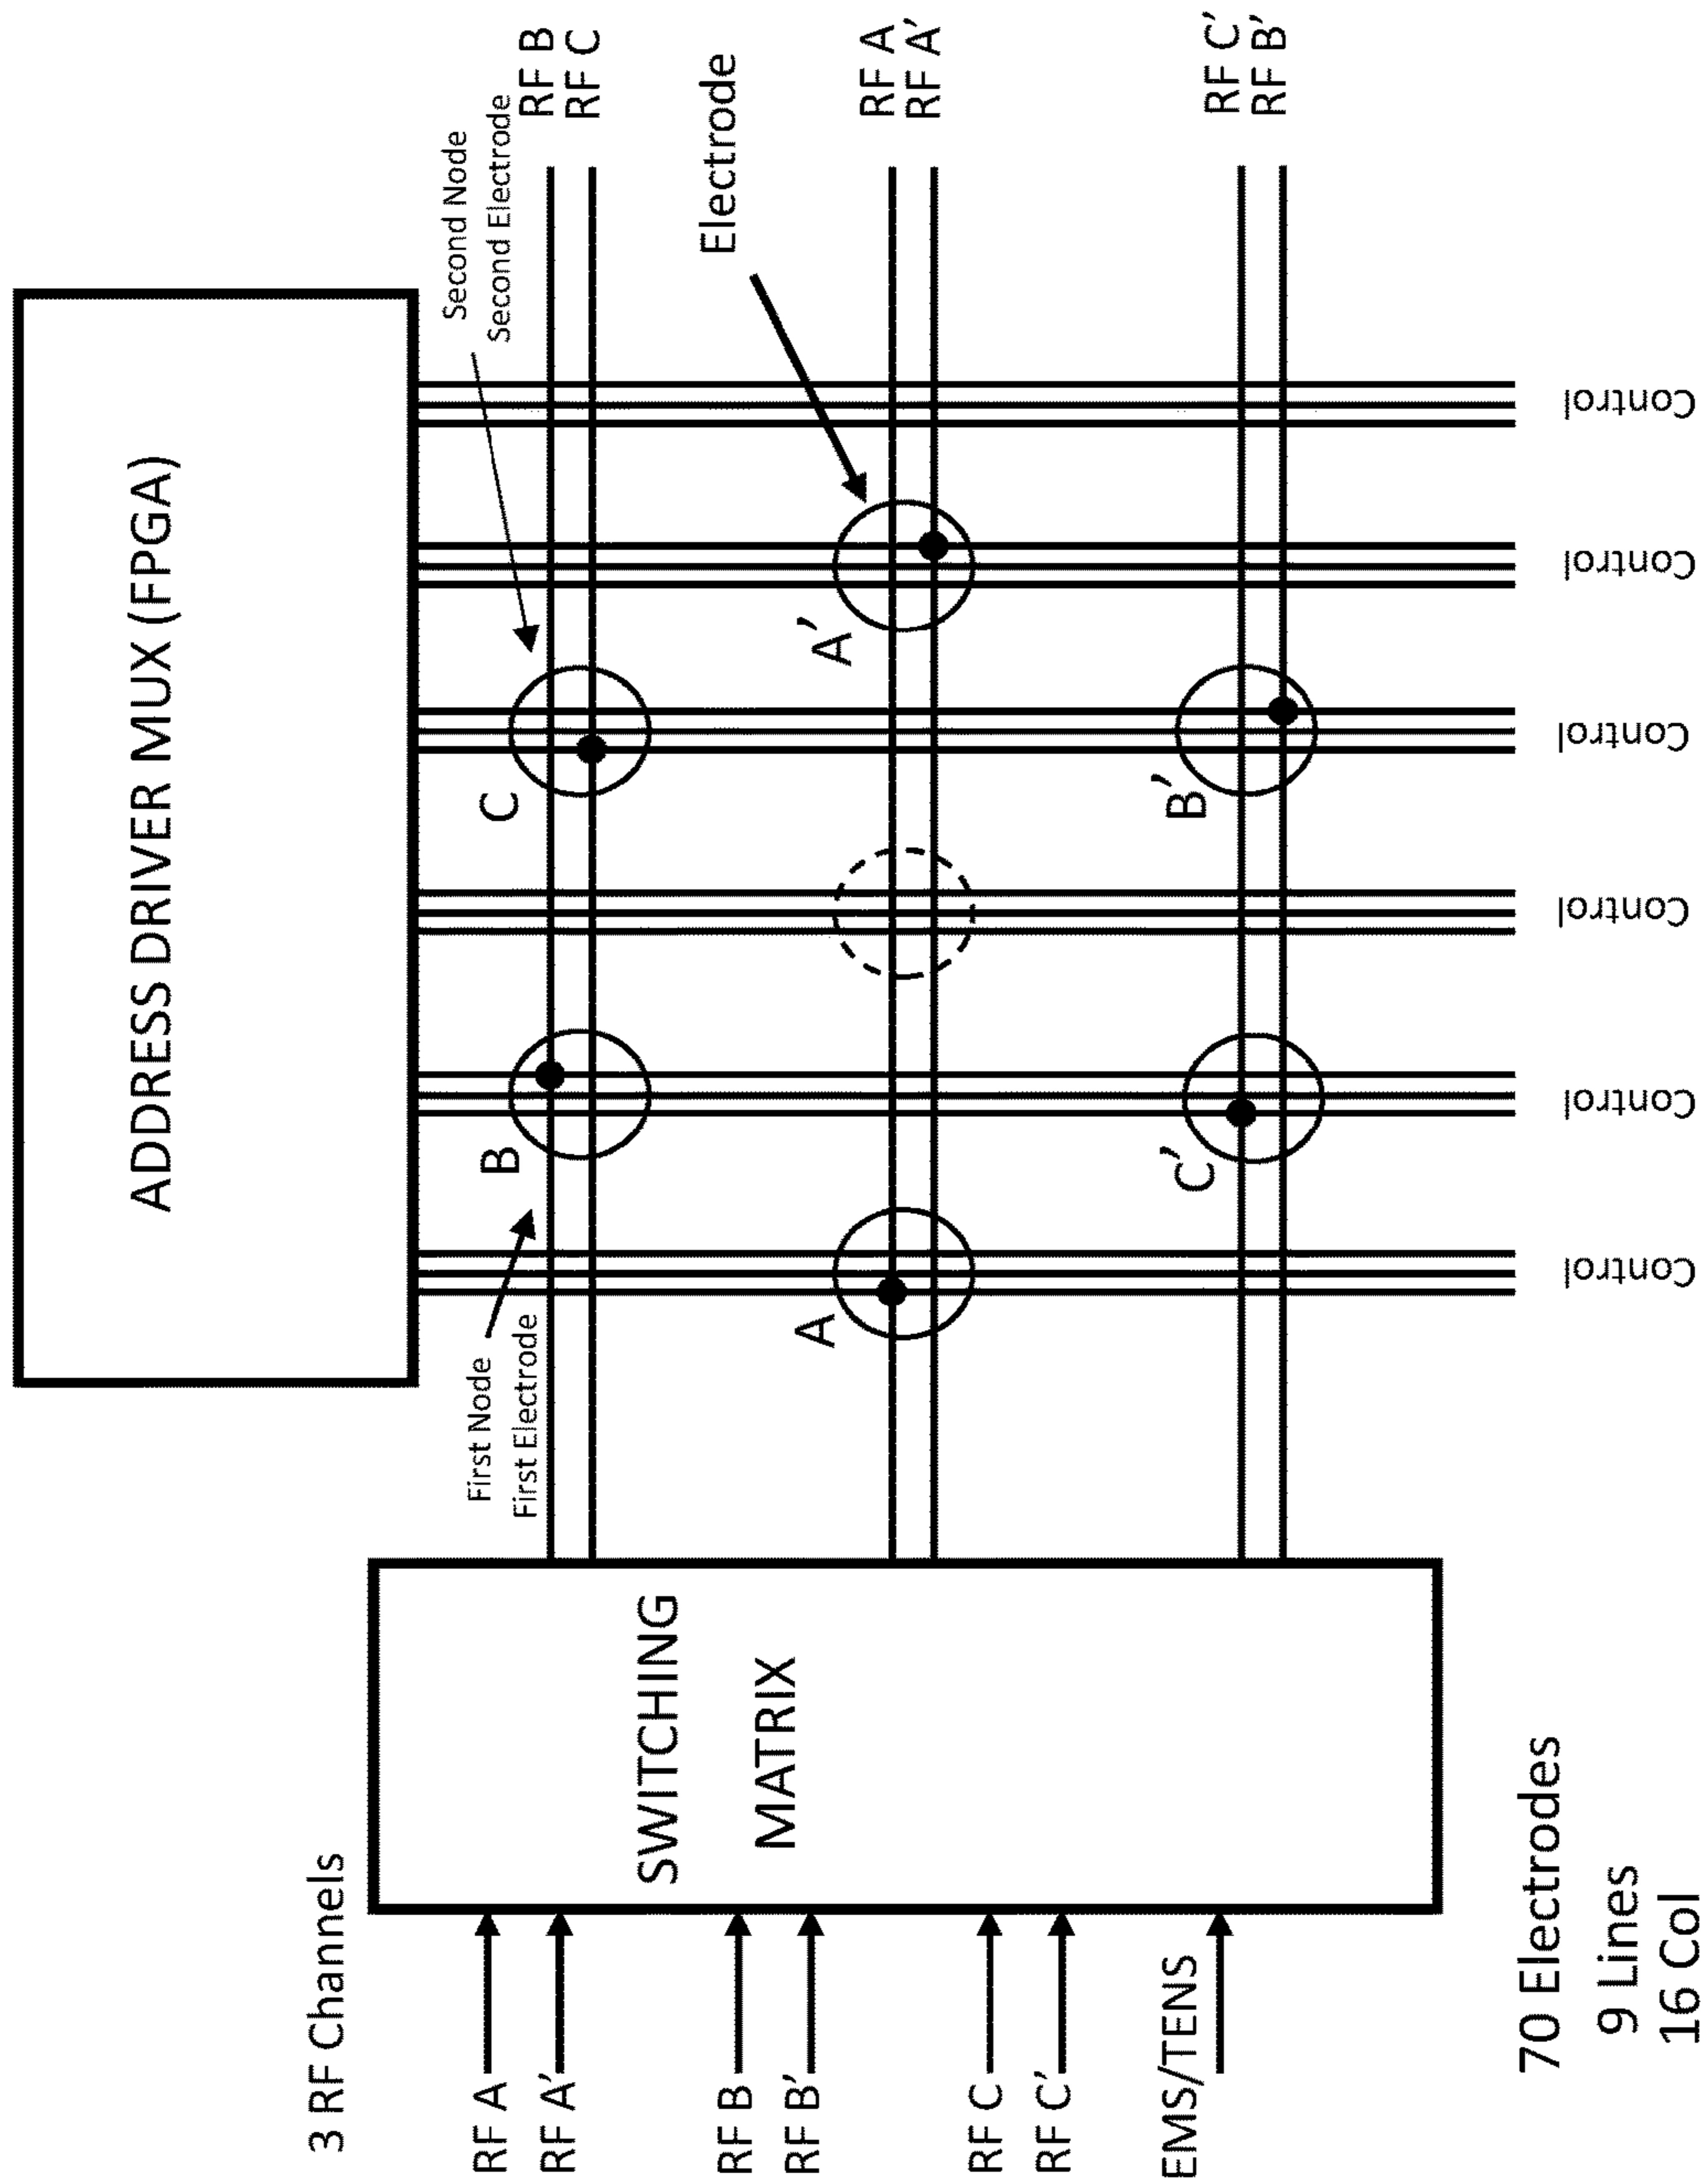 ADDRESS DRIVER MUX (FPGA)
3 RF Channels
RF A
RF A'
RF B
RF B'
RF C
RF C'
EMS/TENS
SWITCHING
MATRIX
First Node
First Electrode
Second Node
Second Electrode
RF B
RF C
B
C
Electrode
RF A
RF A'
A
A'
RF C'
RF B'
C'
B'
Control
Control
Control
Control
Control
Control
70 Electrodes
9 Lines
16 Col